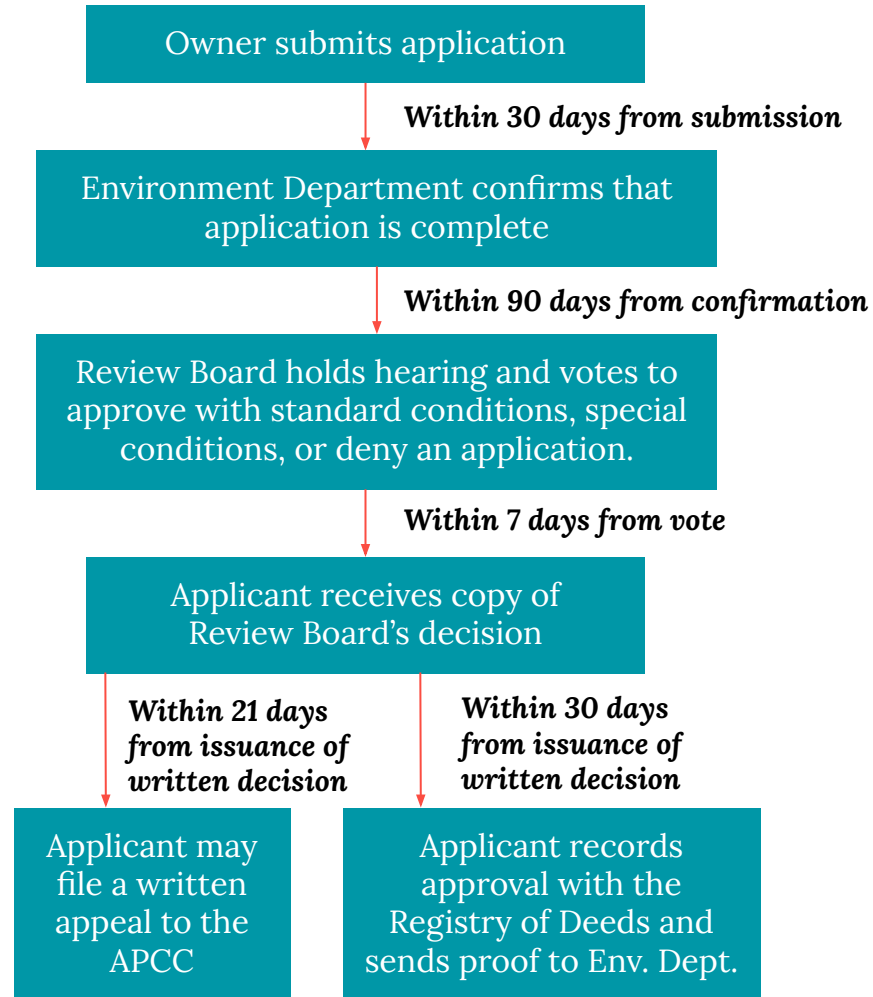 Owner submits application
Within 30 days from submission
Environment Department confirms that
application is complete
Within 90 days from confirmation
Review Board holds hearing and votes to
approve with standard conditions, special
conditions, or deny an application.
Within 7 days from vote
Applicant receives copy of
Review Board's decision
Within 21 days
from issuance of
written decision
Within 30 days
from issuance of
written decision
Applicant may
file a written
appeal to the
APCC
Applicant records
approval with the
Registry of Deeds and
sends proof to Env. Dept.